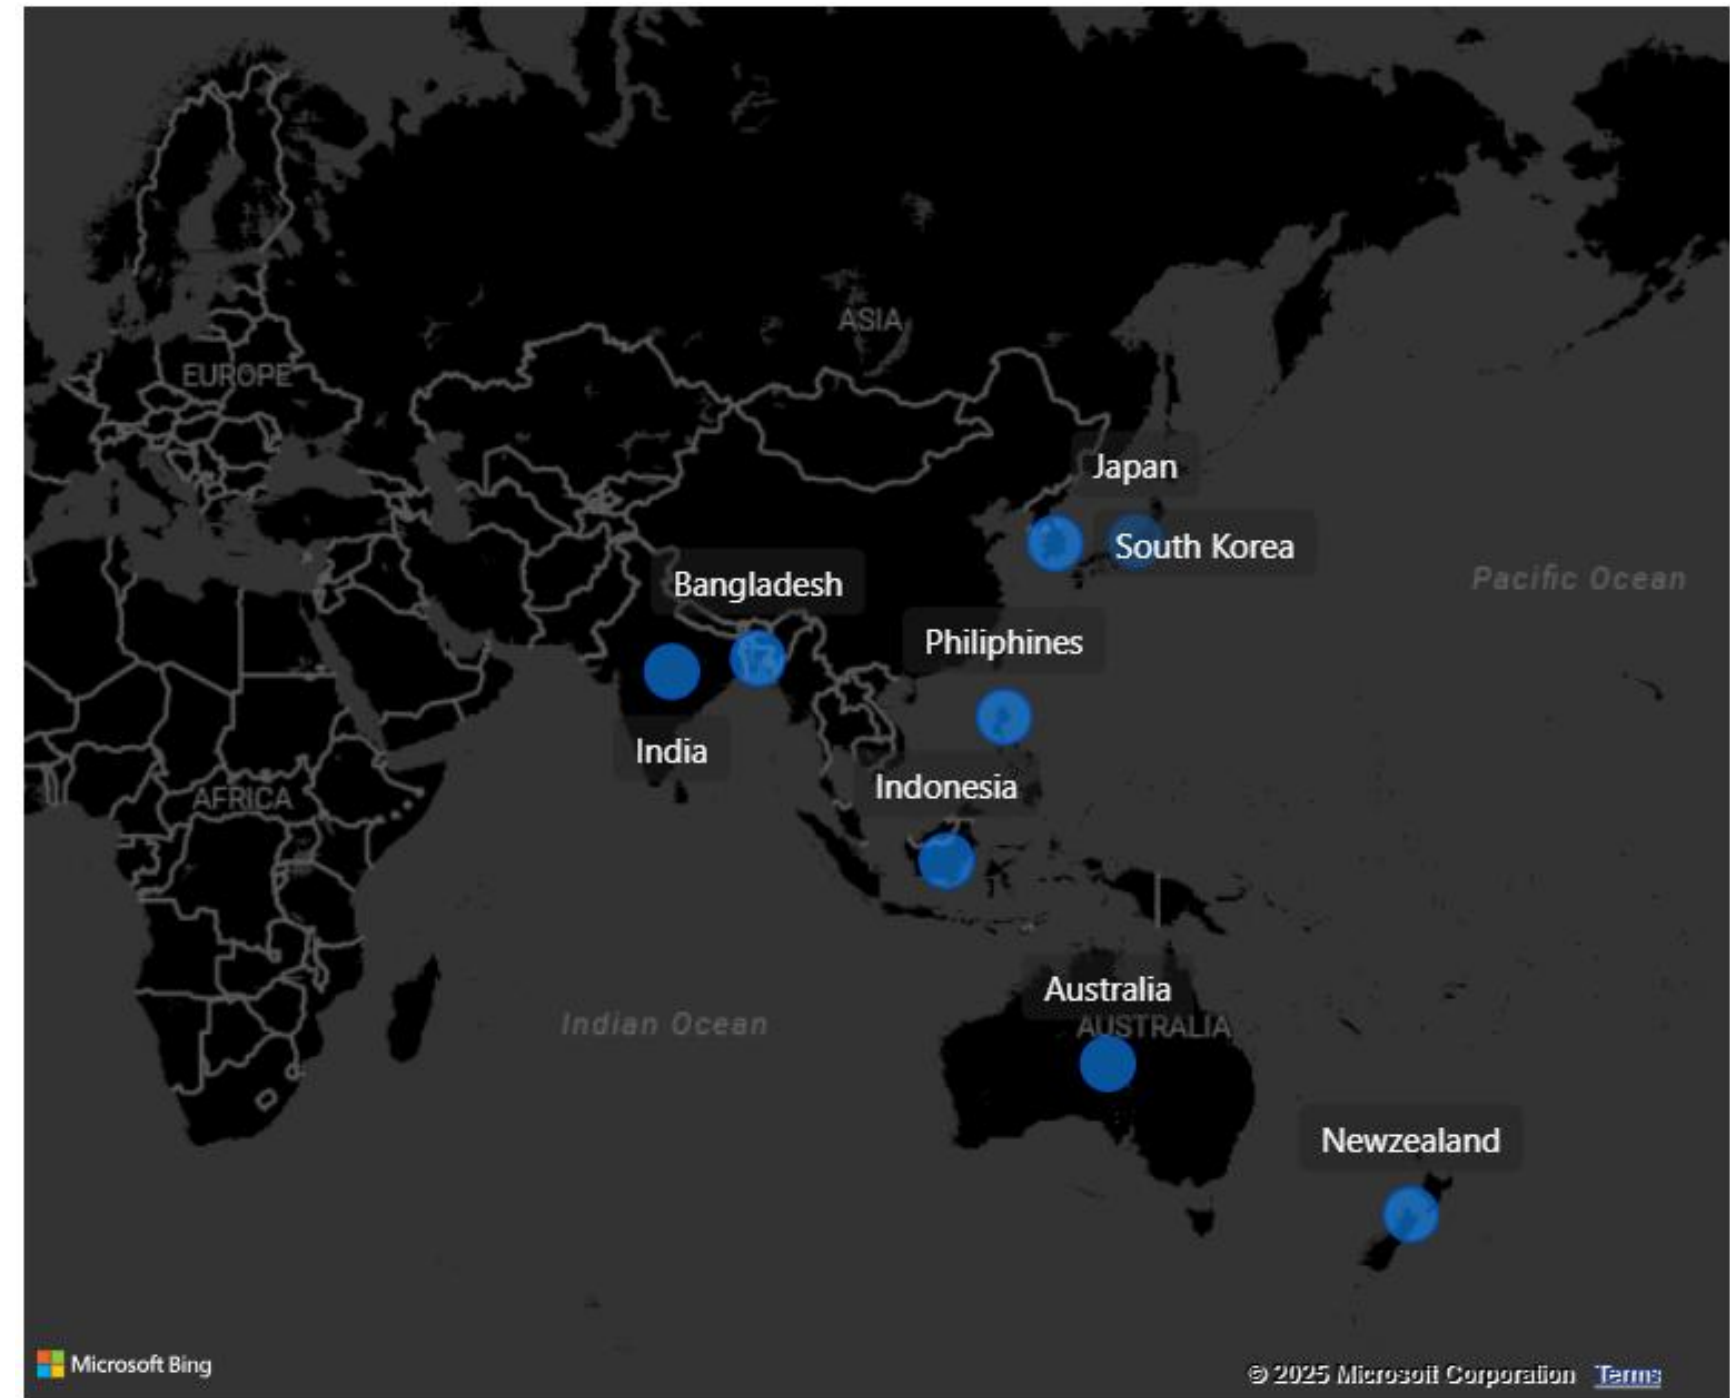 ASIA
EUROPE
Japan
South Korea
Pacific Ocean
Bangladesh
Philiphines
India
Indonesia
AFRICA
Australia
Indian Ocean
AUSTRALIA
Newzealand
Microsoft Bing
© 2025 Microsoft Corporation Terms